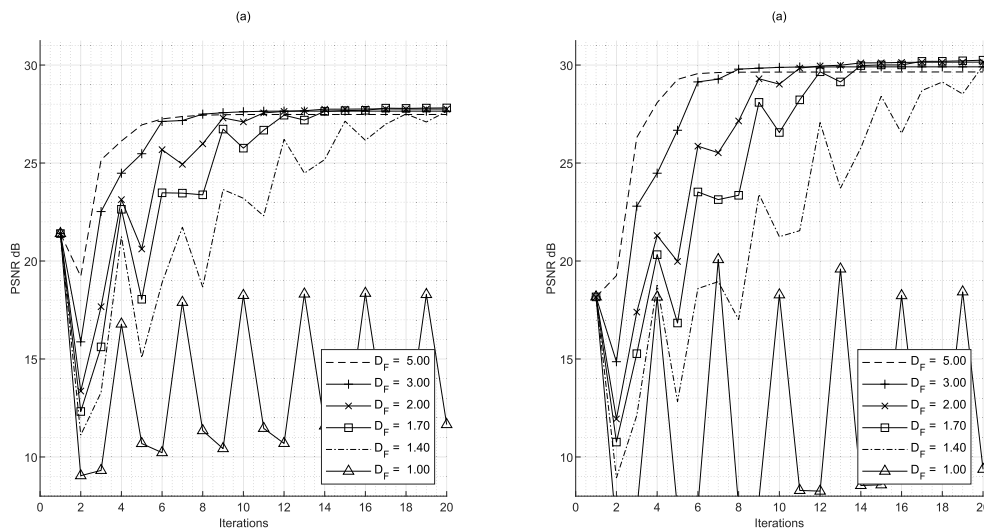 (a)
30
25
20
15
10
PSNR dB
0 2 4 6 8 10 12 14 16 18 20
Iterations
D_F = 5.00
D_F = 3.00
D_F = 2.00
D_F = 1.70
D_F = 1.40
D_F = 1.00
(a)
30
25
20
15
10
PSNR dB
0 2 4 6 8 10 12 14 16 18 20
Iterations
D_F = 5.00
D_F = 3.00
D_F = 2.00
D_F = 1.70
D_F = 1.40
D_F = 1.00